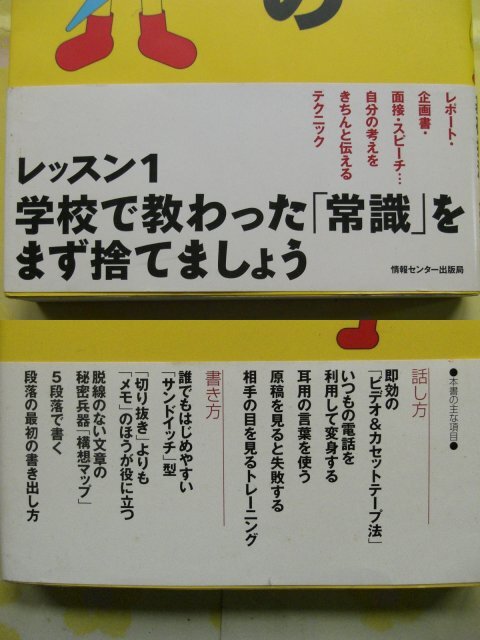 の
レポート・
企画書・
面接・スピーチ…
自分の考えを
きちんと伝える
テクニック
レッスン1
学校で教わった「常識」を
まず捨てましょう
情報センター出版局
●本書の主な項目●
話し方
即効の
「ビデオ&カセットテープ法」
いつもの電話を
利用して変身する
耳用の言葉を使う
原稿を見ると失敗する
相手の目を見るトレーニング
書き方
誰でもはじめやすい
「サンドイッチ」型
「切り抜き」よりも
「メモ」のほうが役に立つ
脱線のない文章の
秘密兵器「構想マップ」
5段落で書く
段落の最初の書き出し方